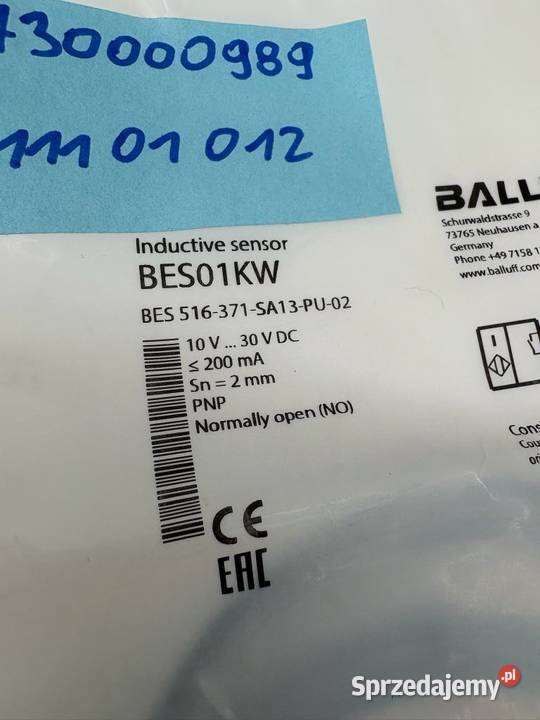 730000989
111 01 012
Inductive sensor
BES01KW
BES 516-371-SA13-PU-02
10 V ... 30 V DC
≤ 200 mA
Sn = 2 mm
PNP
Normally open (NO)
CE
EAC
BALL
Schurwaldstrasse 9
73765 Neuhausen a
Germany
Phone +49 7158 1
www.balluff.com
Sprzedajemy.pl